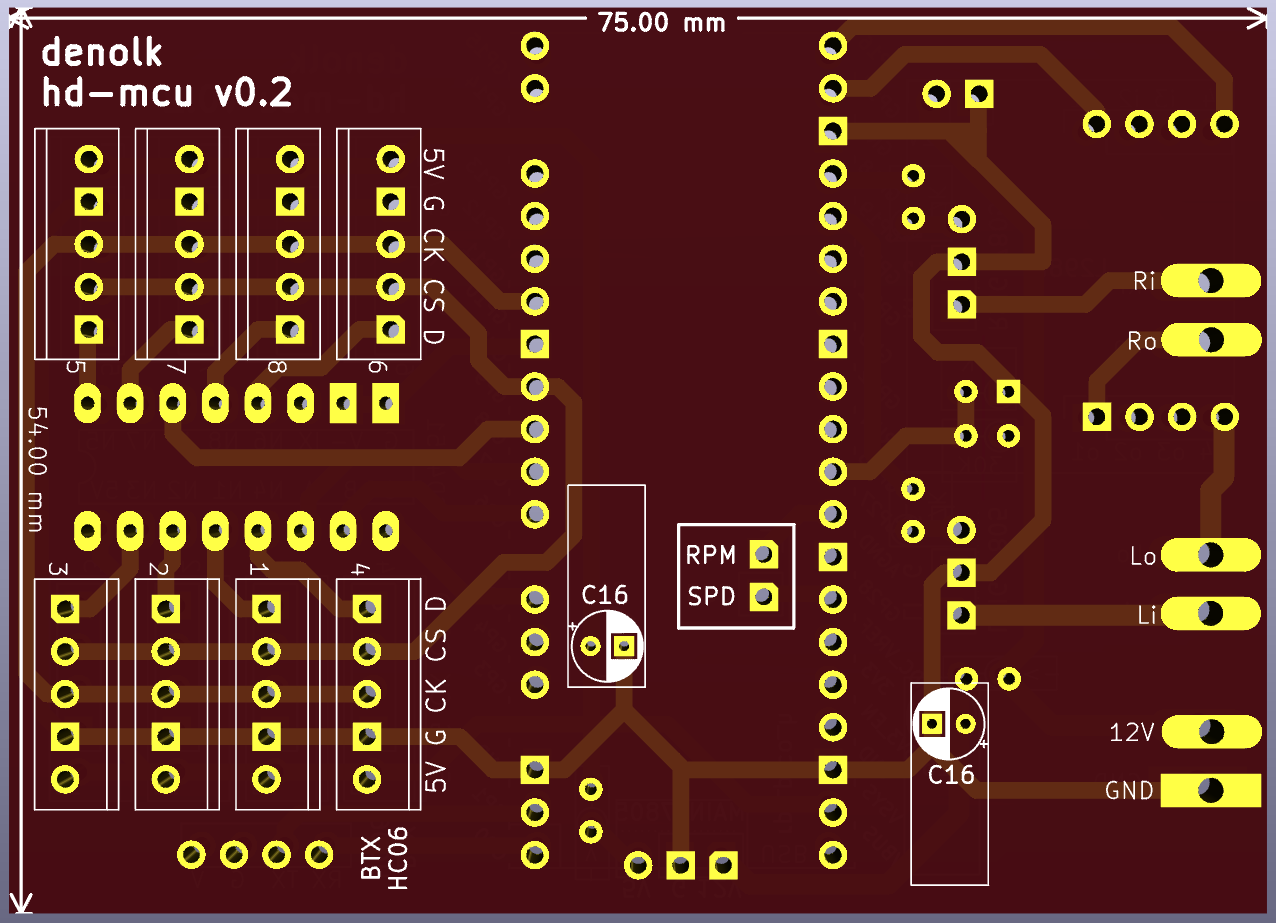 75.00 mm
denolk
hd-mcu v0.2
5V
G
CK
CS
D
5
7
8
6
54.00 mm
3
2
1
4
D
CS
CK
G
5V
BTX
HC06
C16
+
RPM
SPD
Ri
Ro
Lo
Li
12V
GND
+
C16